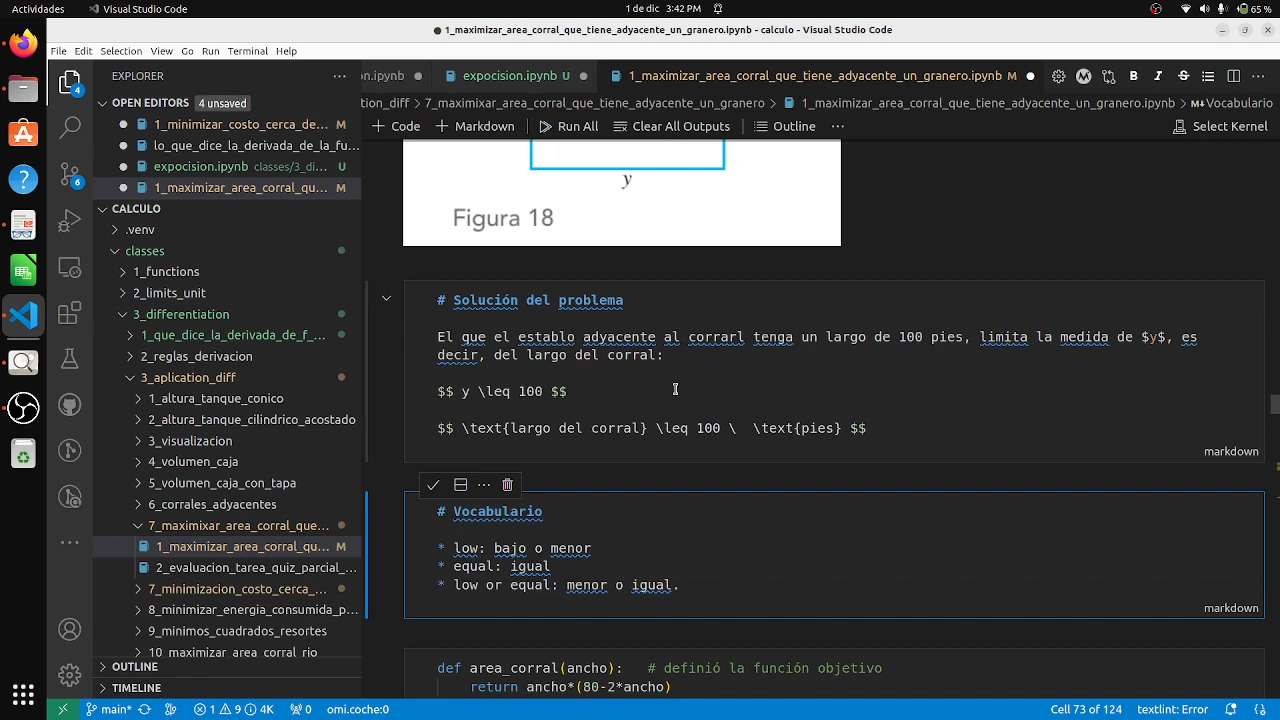 Actividades
Visual Studio Code
1 de dic 3:42 PM
65 %
1_maximizar_area_corral_que_tiene_adyacente_un_granero.ipynb - calculo - Visual Studio Code
File Edit Selection View Go Run Terminal Help
EXPLORER
on.ipynb
expocision.ipynb U
1_maximizar_area_corral_que_tiene_adyacente_un_granero.ipynb M
OPEN EDITORS 4 unsaved
tion_diff > 7_maximizar_area_corral_que_tiene_adyacente_un_granero > 1_maximizar_area_corral_que_tiene_adyacente_un_granero.ipynb > Vocabulario
1_minimizar_costo_cerca_de... M
+ Code + Markdown Run All Clear All Outputs Outline ... Select Kernel
lo_que_dice_la_derivada_de_la_fu...
expocision.ipynb classes/3_di... U
1_maximizar_area_corral_qu... M
CALCULO
.venv
classes
1_functions
2_limits_unit
3_differentiation
1_que_dice_la_derivada_de_f_...
2_reglas_derivacion
3_aplication_diff
1_altura_tanque_conico
2_altura_tanque_cilindrico_acostado
3_visualizacion
4_volumen_caja
5_volumen_caja_con_tapa
6_corrales_adyacentes
7_maximixar_area_corral_que...
1_maximizar_area_corral_qu... M
2_evaluacion_tarea_quiz_parcial_...
7_minimizacion_costo_cerca_...
8_minimizar_energia_consumida_p...
9_minimos_cuadrados_resortes
10_maximizar_area_corral_rio
OUTLINE
TIMELINE
y
Figura 18
# Solución del problema
El que el establo adyacente al corrarl tenga un largo de 100 pies, limita la medida de $y$, es
decir, del largo del corral:
$$ y \leq 100 $$
$$ \text{largo del corral} \leq 100 \  \text{pies} $$
markdown
# Vocabulario
* low: bajo o menor
* equal: igual
* low or equal: menor o igual.
markdown
def area_corral(ancho):   # definió la función objetivo
    return ancho*(80-2*ancho)
main* 1 9 4K 0 omi.coche:0 Cell 73 of 124 textlint: Error
4
6